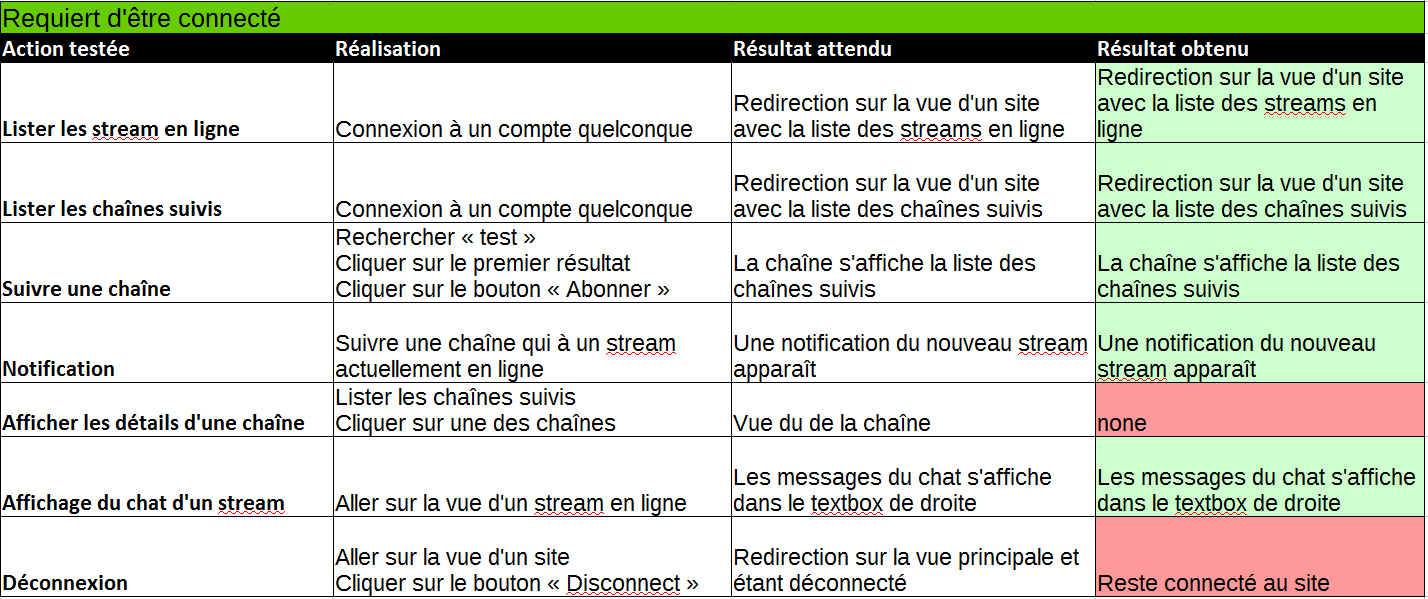 Requiert d'être connecté
Action testée Réalisation Résultat attendu Résultat obtenu
Lister les stream en ligne
Connexion à un compte quelconque
Redirection sur la vue d'un site
avec la liste des streams en ligne
Redirection sur la vue d'un site
avec la liste des streams en
ligne
Lister les chaînes suivis
Connexion à un compte quelconque
Redirection sur la vue d'un site
avec la liste des chaînes suivis
Redirection sur la vue d'un site
avec la liste des chaînes suivis
Suivre une chaîne
Rechercher « test »
Cliquer sur le premier résultat
Cliquer sur le bouton « Abonner »
La chaîne s'affiche la liste des
chaînes suivis
La chaîne s'affiche la liste des
chaînes suivis
Notification
Suivre une chaîne qui à un stream
actuellement en ligne
Une notification du nouveau stream
apparaît
Une notification du nouveau
stream apparaît
Afficher les détails d'une chaîne
Lister les chaînes suivis
Cliquer sur une des chaînes
Vue du de la chaîne
none
Affichage du chat d'un stream
Aller sur la vue d'un stream en ligne
Les messages du chat s'affiche
dans le textbox de droite
Les messages du chat s'affiche
dans le textbox de droite
Déconnexion
Aller sur la vue d'un site
Cliquer sur le bouton « Disconnect »
Redirection sur la vue principale et
étant déconnecté
Reste connecté au site